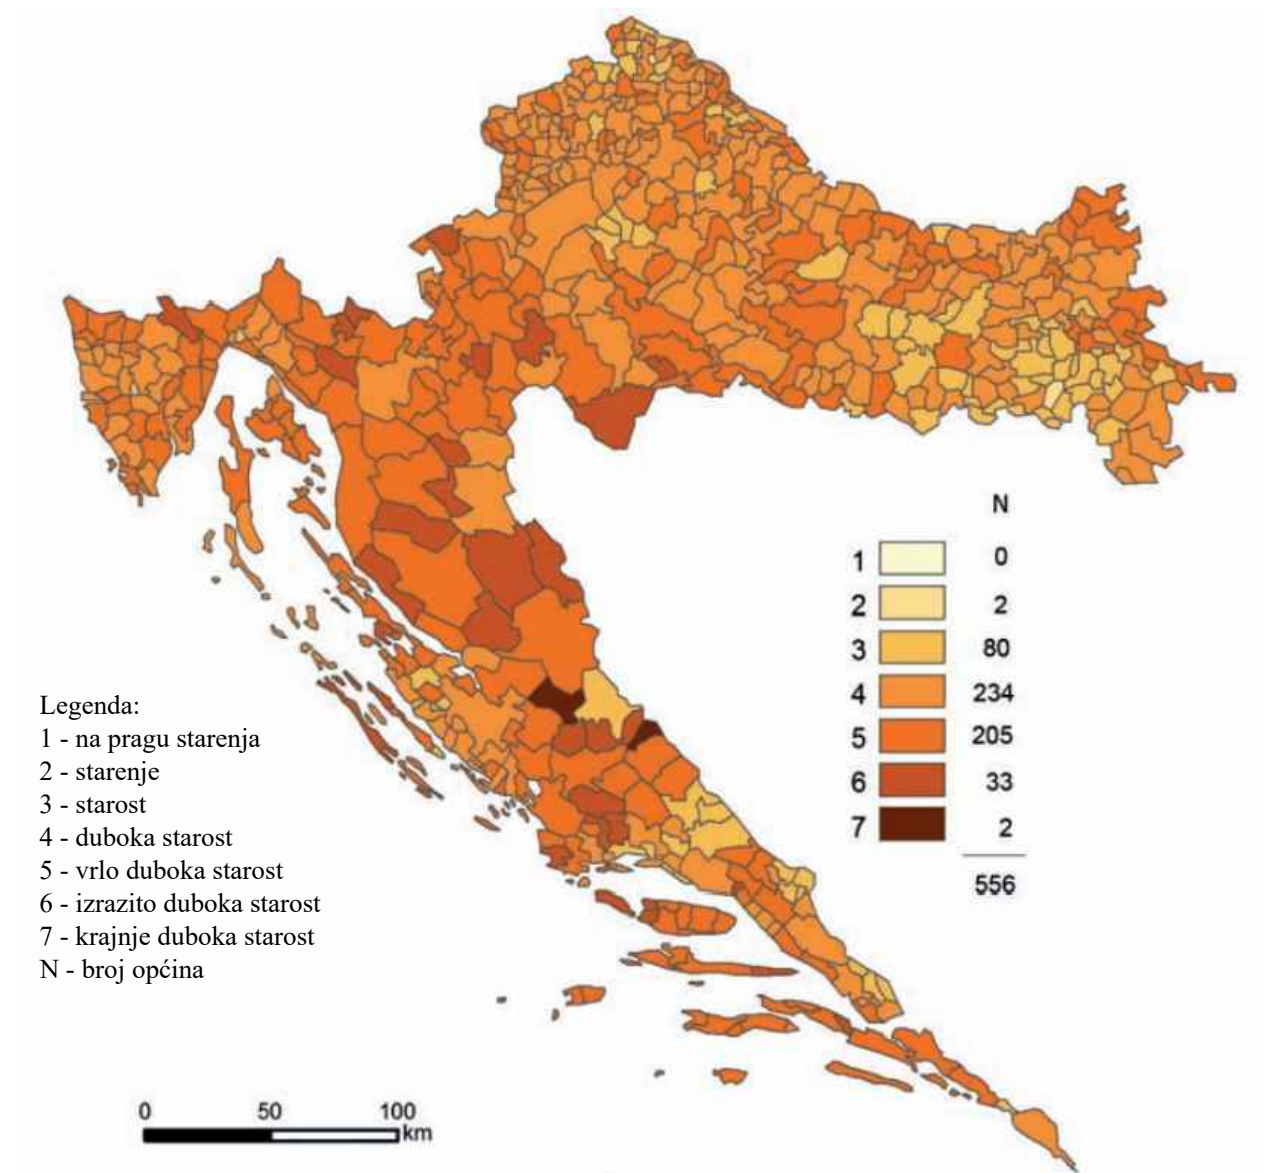 N
1 0
2 2
3 80
4 234
5 205
6 33
7 2
556
Legenda:
1 - na pragu starenja
2 - starenje
3 - starost
4 - duboka starost
5 - vrlo duboka starost
6 - izrazito duboka starost
7 - krajnje duboka starost
N - broj općina
0 50 100
km